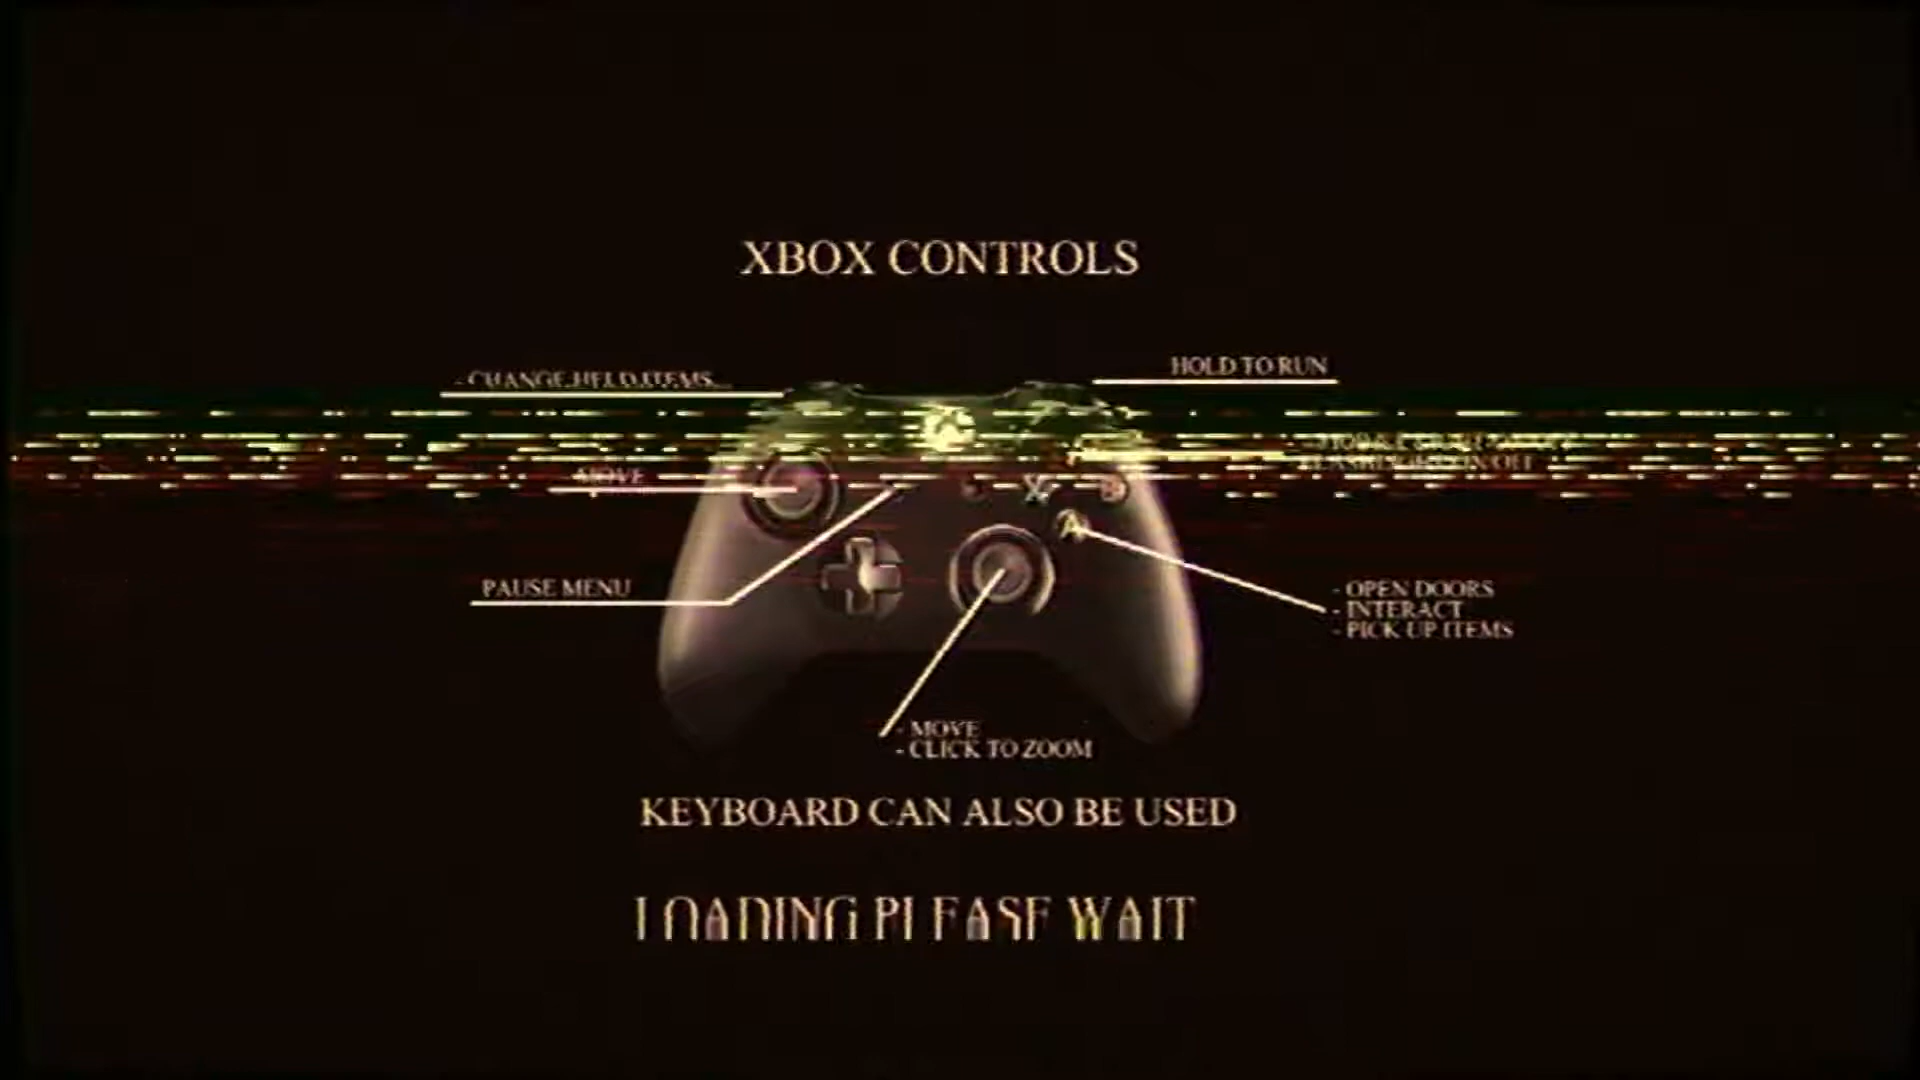 XBOX CONTROLS
HOLD TO RUN
- CHANGE HELD ITEMS
MOVE
X
B
A
PAUSE MENU
- OPEN DOORS
- INTERACT
- PICK UP ITEMS
- MOVE
- CLICK TO ZOOM
KEYBOARD CAN ALSO BE USED
LOADING PLEASE WAIT